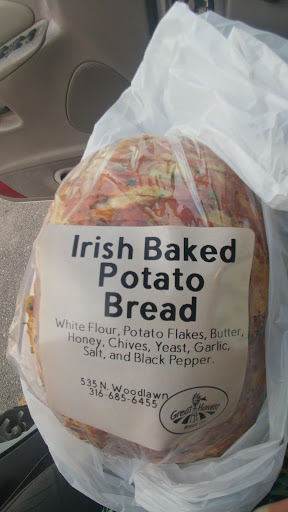 Irish Baked
Potato
Bread
White Flour, Potato Flakes, Butter,
Honey, Chives, Yeast, Garlic,
Salt, and Black Pepper.
535 N. Woodlawn
316-685-6455
Great Harvest